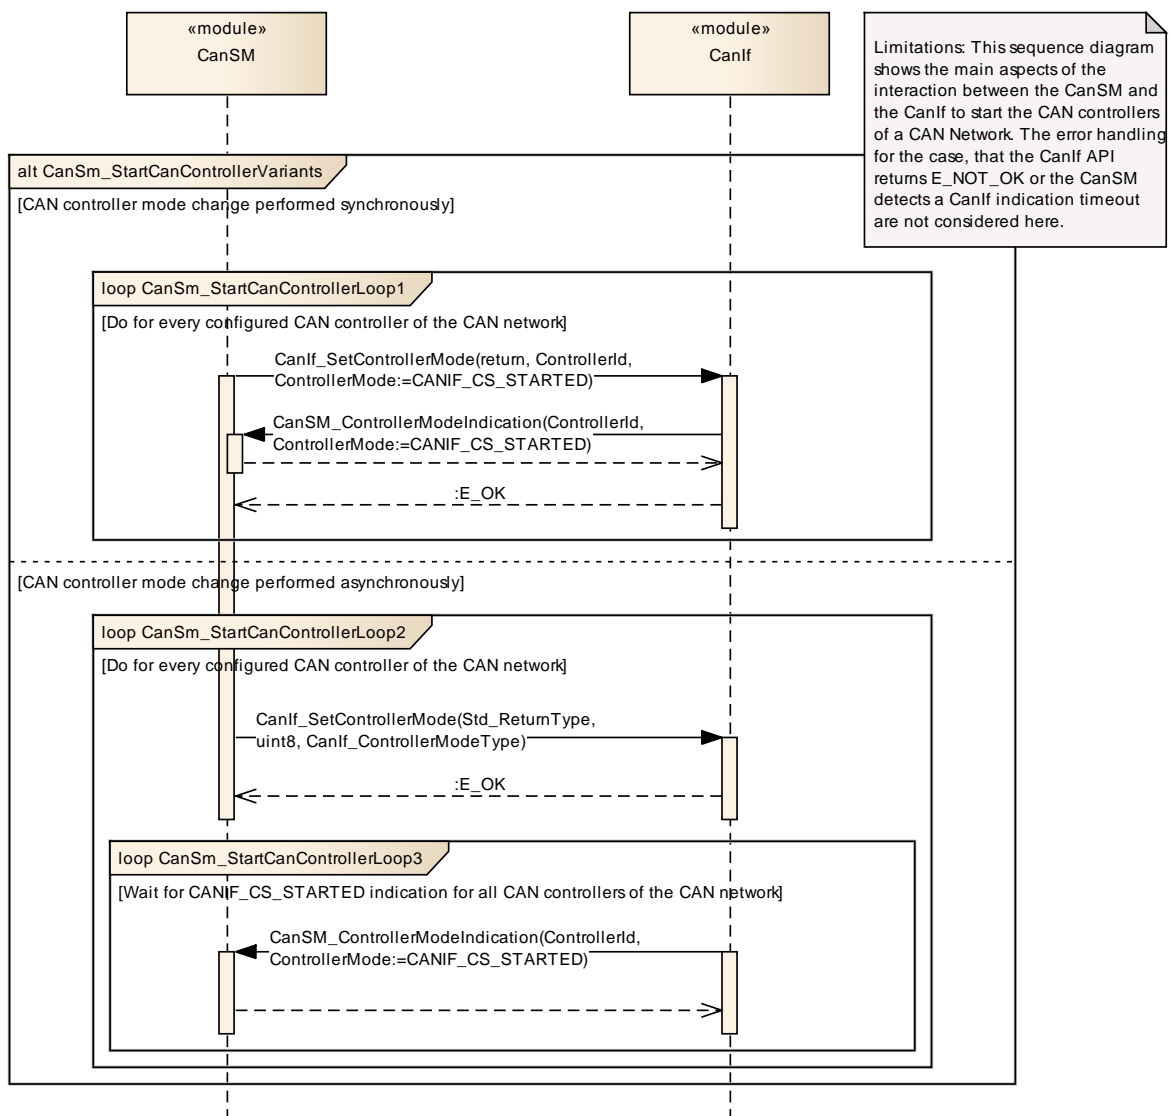 «module»
CanSM
«module»
CanIf
Limitations: This sequence diagram
shows the main aspects of the
interaction between the CanSM and
the CanIf to start the CAN controllers
of a CAN Network. The error handling
for the case, that the CanIf API
returns E_NOT_OK or the CanSM
detects a CanIf indication timeout
are not considered here.
alt CanSm_StartCanControllerVariants
[CAN controller mode change performed synchronously]
loop CanSm_StartCanControllerLoop1
[Do for every configured CAN controller of the CAN network]
CanIf_SetControllerMode(return, ControllerId,
ControllerMode:=CANIF_CS_STARTED)
CanSM_ControllerModeIndication(ControllerId,
ControllerMode:=CANIF_CS_STARTED)
:E_OK
[CAN controller mode change performed asynchronously]
loop CanSm_StartCanControllerLoop2
[Do for every configured CAN controller of the CAN network]
CanIf_SetControllerMode(Std_ReturnType,
uint8, CanIf_ControllerModeType)
:E_OK
loop CanSm_StartCanControllerLoop3
[Wait for CANIF_CS_STARTED indication for all CAN controllers of the CAN network]
CanSM_ControllerModeIndication(ControllerId,
ControllerMode:=CANIF_CS_STARTED)